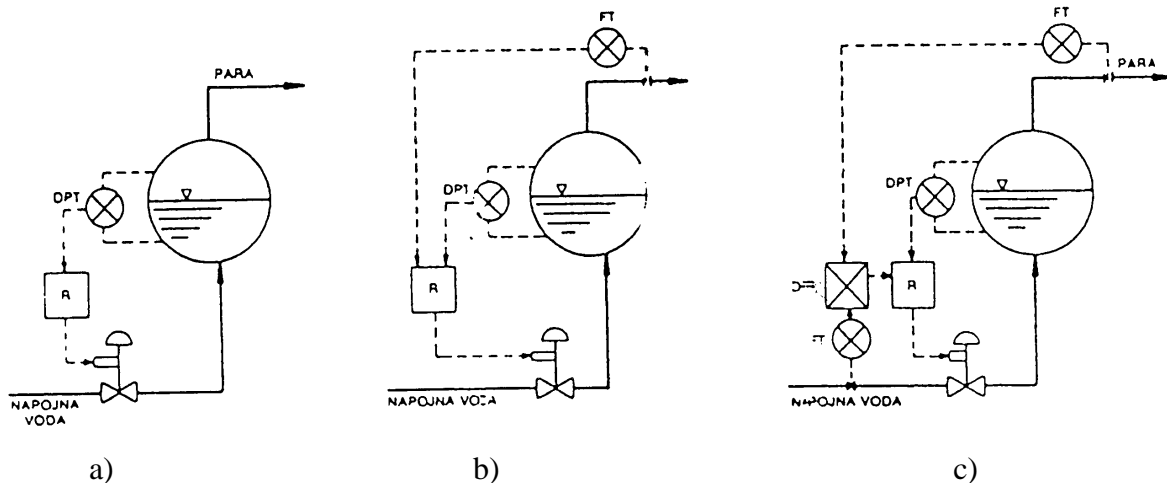 PARA
DPT
R
NAPOJNA
VODA
a)
FT
DPT
R
NAPOJNA VODA
b)
FT
PARA
DPT
R
FT
NAPOJNA VODA
c)